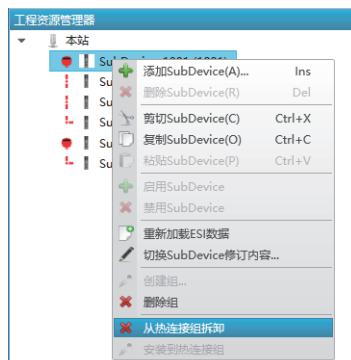 工程资源管理器
本站
Su
Su
Su
Su
Su
添加SubDevice(A)... Ins
删除SubDevice(R) Del
剪切SubDevice(C) Ctrl+X
复制SubDevice(O) Ctrl+C
粘贴SubDevice(P) Ctrl+V
启用SubDevice
禁用SubDevice
重新加载ESI数据
切换SubDevice修订内容...
创建组...
删除组
从热连接组拆卸
安装到热连接组